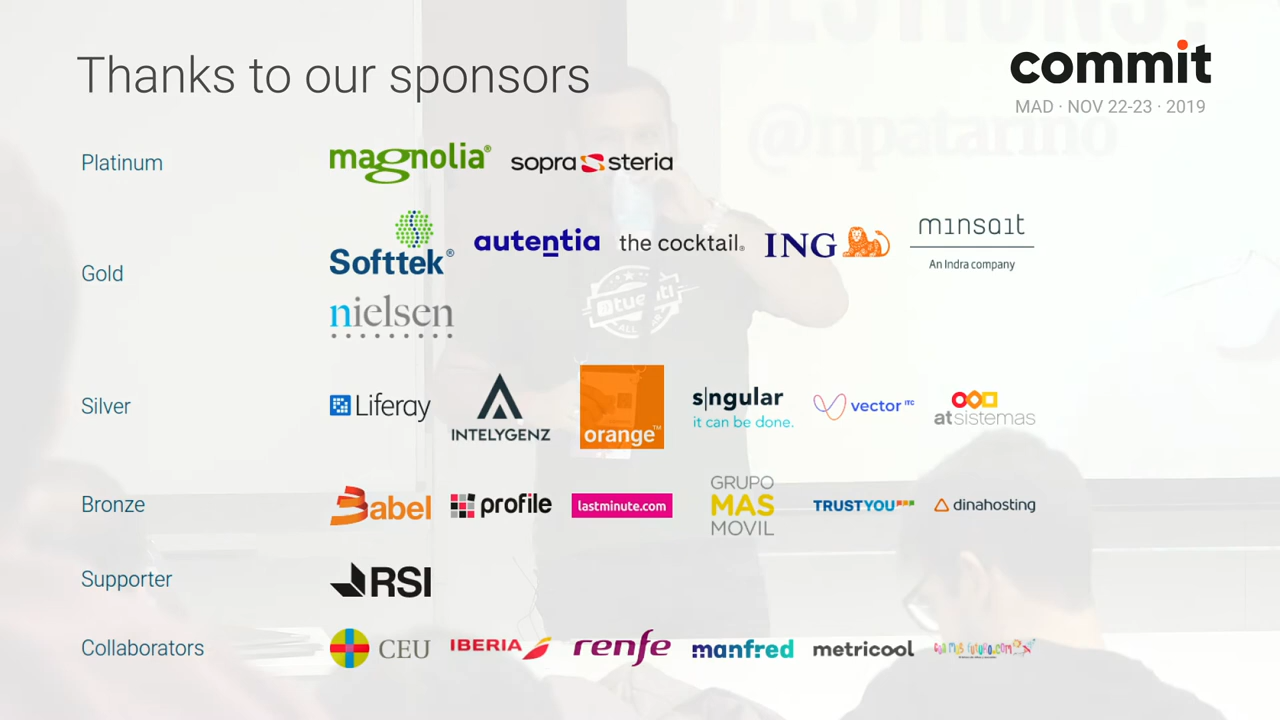 Thanks to our sponsors
commit
MAD · NOV 22-23 · 2019
@npatarino
Platinum
magnolia®
sopra steria
Gold
Softtek®
autentia
the cocktail®
ING
minsait
An Indra company
nielsen
Silver
Liferay
INTELYGENZ
orange™
s|ngular
it can be done.
vector ITC
atsistemas
Bronze
Babel
profile
lastminute.com
GRUPO
MAS
MOVIL
TRUSTYOU
dinahosting
Supporter
RSI
Collaborators
CEU
IBERIA
renfe
manfred
metricool